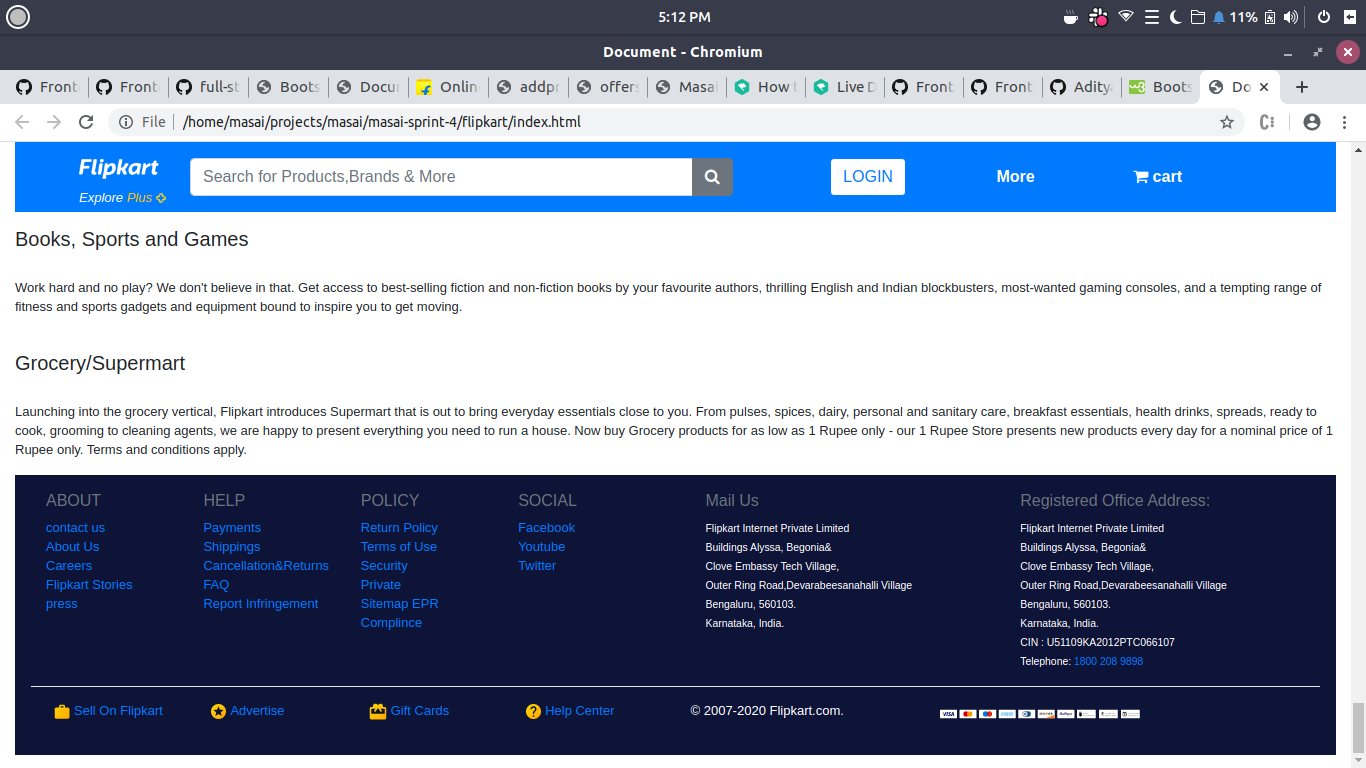 5:12 PM
11%
Document - Chromium
Front
Front
full-st
Boots
Docu
Onlin
addpr
offers
Masai
How t
Live D
Front
Front
Aditya
Boots
Do
File
/home/masai/projects/masai/masai-sprint-4/flipkart/index.html
Flipkart
Search for Products,Brands & More
LOGIN
More
cart
Explore Plus
Books, Sports and Games
Work hard and no play? We don't believe in that. Get access to best-selling fiction and non-fiction books by your favourite authors, thrilling English and Indian blockbusters, most-wanted gaming consoles, and a tempting range of
fitness and sports gadgets and equipment bound to inspire you to get moving.
Grocery/Supermart
Launching into the grocery vertical, Flipkart introduces Supermart that is out to bring everyday essentials close to you. From pulses, spices, dairy, personal and sanitary care, breakfast essentials, health drinks, spreads, ready to
cook, grooming to cleaning agents, we are happy to present everything you need to run a house. Now buy Grocery products for as low as 1 Rupee only - our 1 Rupee Store presents new products every day for a nominal price of 1
Rupee only. Terms and conditions apply.
ABOUT
contact us
About Us
Careers
Flipkart Stories
press
HELP
Payments
Shippings
Cancellation&Returns
FAQ
Report Infringement
POLICY
Return Policy
Terms of Use
Security
Private
Sitemap EPR
Complince
SOCIAL
Facebook
Youtube
Twitter
Mail Us
Flipkart Internet Private Limited
Buildings Alyssa, Begonia&
Clove Embassy Tech Village,
Outer Ring Road,Devarabeesanahalli Village
Bengaluru, 560103.
Karnataka, India.
Registered Office Address:
Flipkart Internet Private Limited
Buildings Alyssa, Begonia&
Clove Embassy Tech Village,
Outer Ring Road,Devarabeesanahalli Village
Bengaluru, 560103.
Karnataka, India.
CIN : U51109KA2012PTC066107
Telephone: 1800 208 9898
Sell On Flipkart
Advertise
Gift Cards
Help Center
© 2007-2020 Flipkart.com.
VISA